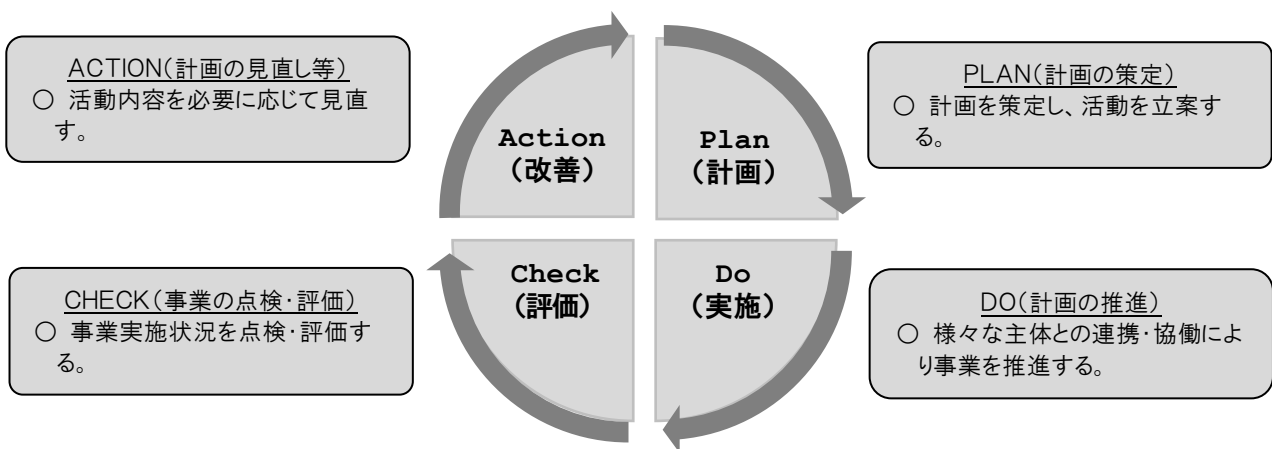 ACTION(計画の見直し等)
○ 活動内容を必要に応じて見直
す。
Action
(改善)
Plan
(計画)
PLAN(計画の策定)
○ 計画を策定し、活動を立案す
る。
CHECK(事業の点検・評価)
○ 事業実施状況を点検・評価す
る。
Check
(評価)
Do
(実施)
DO(計画の推進)
○ 様々な主体との連携・協働によ
り事業を推進する。